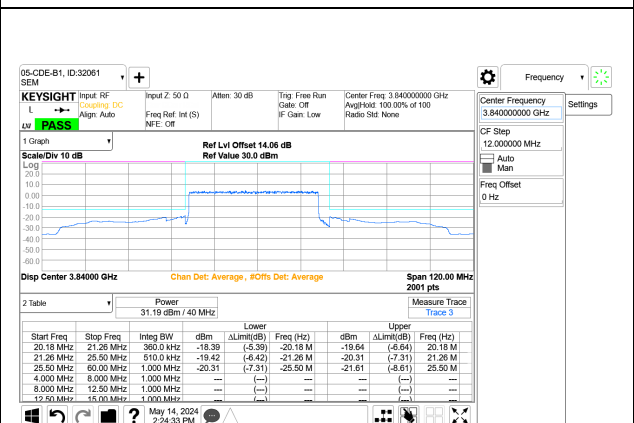 05-CDE-B1, ID:32061
SEM
Frequency
KEYSIGHT
L
LXI
PASS
Input: RF
Coupling: DC
Align: Auto
Input Z: 50 Ω
Freq Ref: Int (S)
NFE: Off
Atten: 30 dB
Trig: Free Run
Gate: Off
IF Gain: Low
Center Freq: 3.840000000 GHz
Avg|Hold: 100.00% of 100
Radio Std: None
Center Frequency
3.840000000 GHz
Settings
CF Step
12.000000 MHz
Auto
Man
Freq Offset
0 Hz
1 Graph
Scale/Div 10 dB
Ref Lvl Offset 14.06 dB
Ref Value 30.0 dBm
Log
20.0
10.0
0.00
-10.0
-20.0
-30.0
-40.0
-50.0
-60.0
Disp Center 3.84000 GHz
Chan Det: Average , #Offs Det: Average
Span 120.00 MHz
2001 pts
2 Table
Power
31.19 dBm / 40 MHz
Measure Trace
Trace 3
Lower Upper
Start Freq Stop Freq Integ BW dBm ΔLimit(dB) Freq (Hz) dBm ΔLimit(dB) Freq (Hz)
20.18 MHz 21.26 MHz 360.0 kHz -18.39 (-5.39) -20.18 M -19.64 (-6.64) 20.18 M
21.26 MHz 25.50 MHz 510.0 kHz -19.42 (-6.42) -21.26 M -20.31 (-7.31) 21.26 M
25.50 MHz 60.00 MHz 1.000 MHz -20.31 (-7.31) -25.50 M -21.61 (-8.61) 25.50 M
4.000 MHz 8.000 MHz 1.000 MHz --- (---) --- --- (---) ---
8.000 MHz 12.50 MHz 1.000 MHz --- (---) --- --- (---) ---
12.50 MHz 15.00 MHz 1.000 MHz --- (---) --- --- (---) ---
?
May 14, 2024
2:24:33 PM